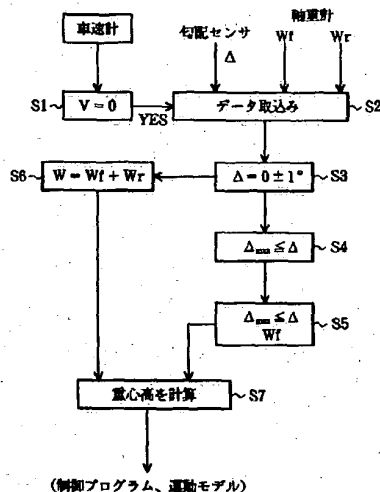 車速計
勾配センサ
Δ
軸重計
Wf Wr
S1 V = 0
YES
データ取込み S2
S6 W = Wf + Wr
Δ = 0 ± 1° S3
Δmax ≤ Δ S4
Δmax ≤ Δ
Wf S5
重心高を計算 S7
(制御プログラム、運動モデル)